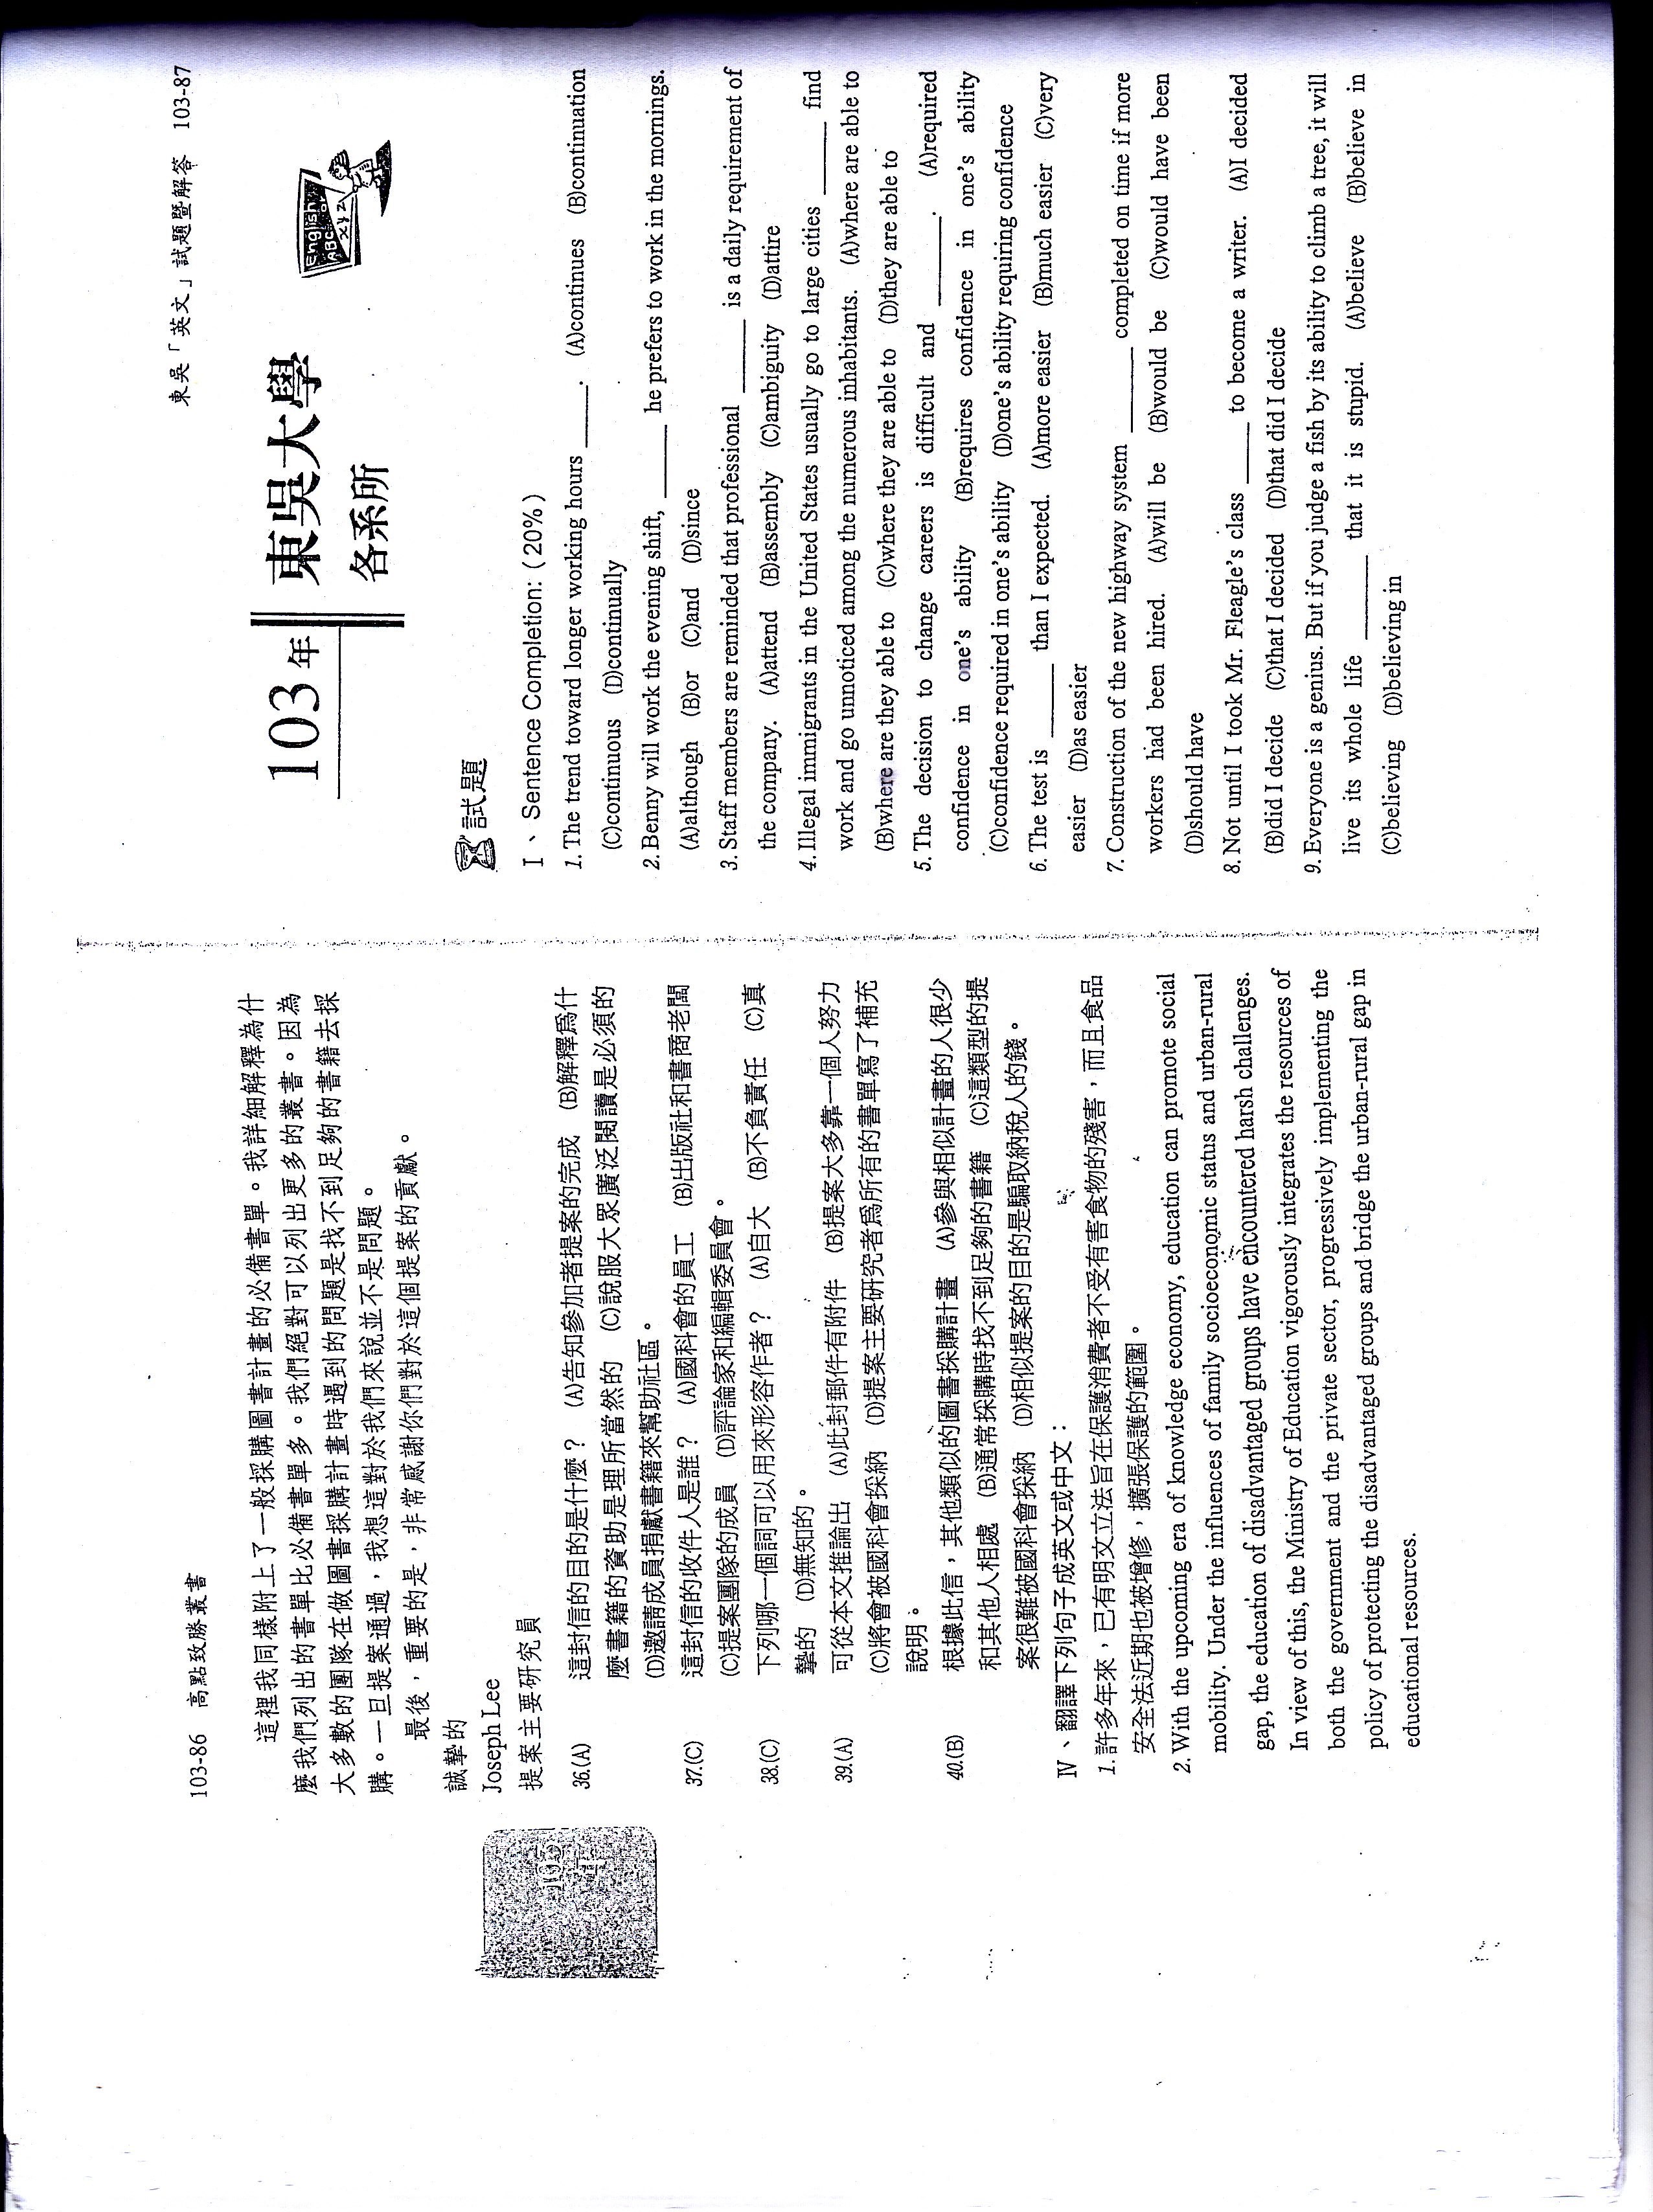 103-86 高點致勝叢書
這裡我同樣附上了一般採購圖書計畫的必備書單。我詳細解釋為什
麼我們列出的書單比必備書單多。我們絕對可以列出更多的叢書。因為
大多數的團隊在做圖書採購計畫時遇到的問題是找不到足夠的書籍去採
購。一旦提案通過，我想這對於我們來說並不是問題。
最後，重要的是，非常感謝你們對於這個提案的貢獻。
誠摯的
Joseph Lee
提案主要研究員
103
年
36.(A) 這封信的目的是什麼？ (A)告知參加者提案的完成 (B)解釋為什
麼書籍的資助是理所當然的 (C)說服大眾廣泛閱讀是必須的
(D)邀請成員捐獻書籍來幫助社區。
37.(C) 這封信的收件人是誰？ (A)國科會的員工 (B)出版社和書商老闆
(C)提案團隊的成員 (D)評論家和編輯委員會。
38.(C) 下列哪一個詞可以用來形容作者？ (A)自大 (B)不負責任 (C)真
摯的 (D)無知的。
39.(A) 可從本文推論出 (A)此封郵件有附件 (B)提案大多靠一個人努力
(C)將會被國科會採納 (D)提案主要研究者為所有的書單寫了補充
說明。
40.(B) 根據此信，其他類似的圖書採購計畫 (A)參與相似計畫的人很少
和其他人相處 (B)通常採購時找不到足夠的書籍 (C)這類型的提
案很難被國科會採納 (D)相似提案的目的是騙取納稅人的錢。
Ⅳ、翻譯下列句子成英文或中文：
1. 許多年來，已有明文立法旨在保護消費者不受有害食物的殘害，而且食品
安全法近期也被增修，擴張保護的範圍。
2. With the upcoming era of knowledge economy, education can promote social
mobility. Under the influences of family socioeconomic status and urban-rural
gap, the education of disadvantaged groups have encountered harsh challenges.
In view of this, the Ministry of Education vigorously integrates the resources of
both the government and the private sector, progressively implementing the
policy of protecting the disadvantaged groups and bridge the urban-rural gap in
educational resources.
東吳「英文」試題暨解答 103-87
103年 東吳大學
各系所
English
ABC
xyz
試題
Ⅰ、Sentence Completion: (20%)
1. The trend toward longer working hours _____. (A)continues (B)continuation
(C)continuous (D)continually
2. Benny will work the evening shift, ______ he prefers to work in the mornings.
(A)although (B)or (C)and (D)since
3. Staff members are reminded that professional ______ is a daily requirement of
the company. (A)attend (B)assembly (C)ambiguity (D)attire
4. Illegal immigrants in the United States usually go to large cities ______ find
work and go unnoticed among the numerous inhabitants. (A)where are able to
(B)where are they able to (C)where they are able to (D)they are able to
5. The decision to change careers is difficult and _______. (A)required
confidence in one's ability (B)requires confidence in one's ability
(C)confidence required in one's ability (D)one's ability requiring confidence
6. The test is ______ than I expected. (A)more easier (B)much easier (C)very
easier (D)as easier
7. Construction of the new highway system _______ completed on time if more
workers had been hired. (A)will be (B)would be (C)would have been
(D)should have
8. Not until I took Mr. Fleagle's class _____ to become a writer. (A)I decided
(B)did I decide (C)that I decided (D)that did I decide
9. Everyone is a genius. But if you judge a fish by its ability to climb a tree, it will
live its whole life _______ that it is stupid. (A)believe (B)believe in
(C)believing (D)believing in